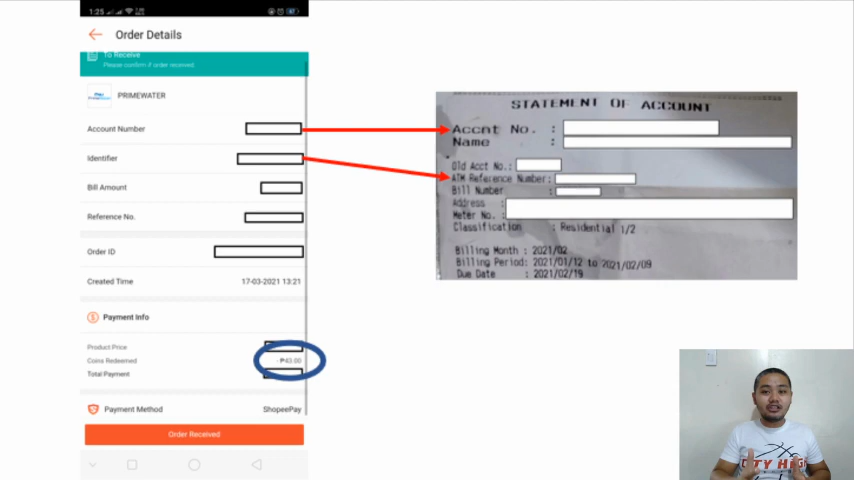 1:25
67
Order Details
To Receive
Please confirm if order received
PRIMEWATER
Account Number
Identifier
Bill Amount
Reference No.
Order ID
Created Time 17-03-2021 13:21
Payment Info
Product Price
Coins Redeemed - ₱43.00
Total Payment
Payment Method ShopeePay
Order Received
STATEMENT OF ACCOUNT
Accnt No. :
Name :
Old Acct No.:
ATM Reference Number:
Bill Number :
Address :
Meter No. :
Classification : Residential 1/2
Billing Month : 2021/02
Billing Period: 2021/01/12 to 2021/02/09
Due Date : 2021/02/19